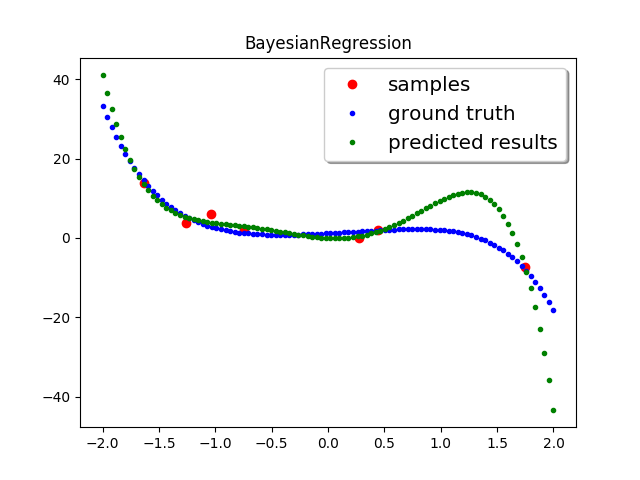 BayesianRegression
samples
ground truth
predicted results
40
20
0
−20
−40
−2.0 −1.5 −1.0 −0.5 0.0 0.5 1.0 1.5 2.0